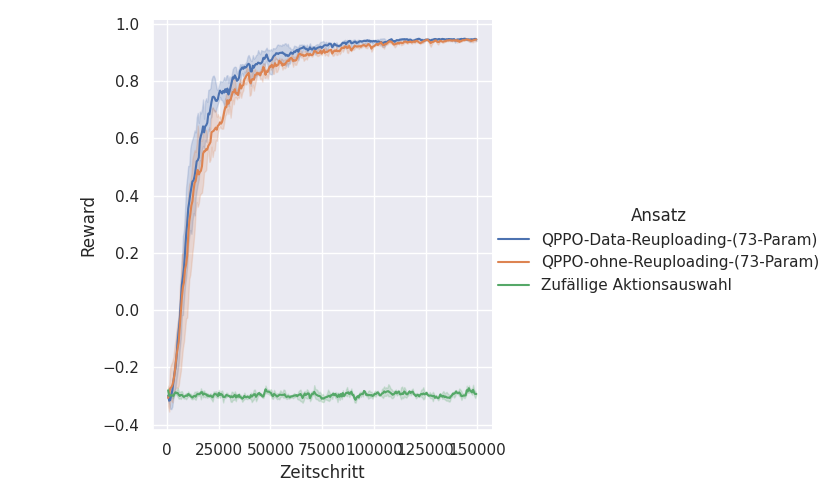 1.0
0.8
0.6
0.4
0.2
0.0
−0.2
−0.4
Reward
0 25000 50000 75000 100000 125000 150000
Zeitschritt
Ansatz
QPPO-Data-Reuploading-(73-Param)
QPPO-ohne-Reuploading-(73-Param)
Zufällige Aktionsauswahl